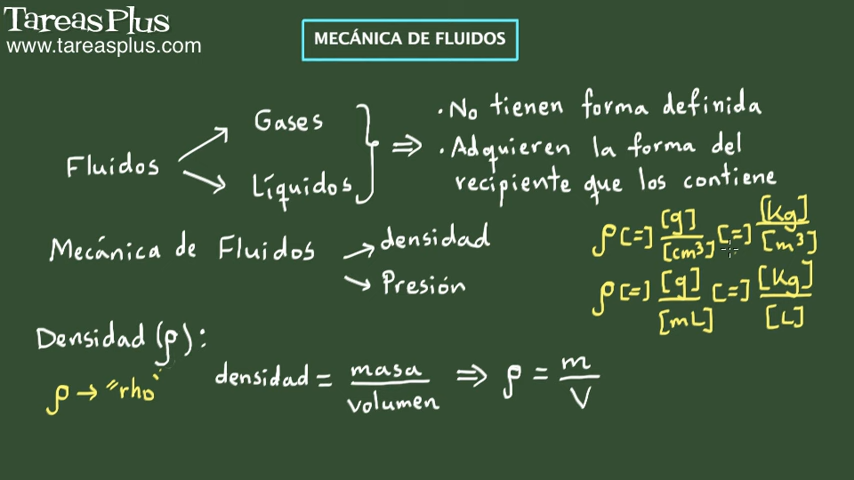 TareasPlus
www.tareasplus.com
MECÁNICA DE FLUIDOS
Fluidos
Gases
Líquidos
⇒
· No tienen forma definida
· Adquieren la forma del
recipiente que los contiene
Mecánica de Fluidos
densidad
Presión
ρ [=] [g]/[cm³] [=] [Kg]/[m³]
ρ [=] [g]/[mL] [=] [Kg]/[L]
Densidad (ρ):
ρ → "rho"
densidad = masa/volumen ⇒ ρ = m/V